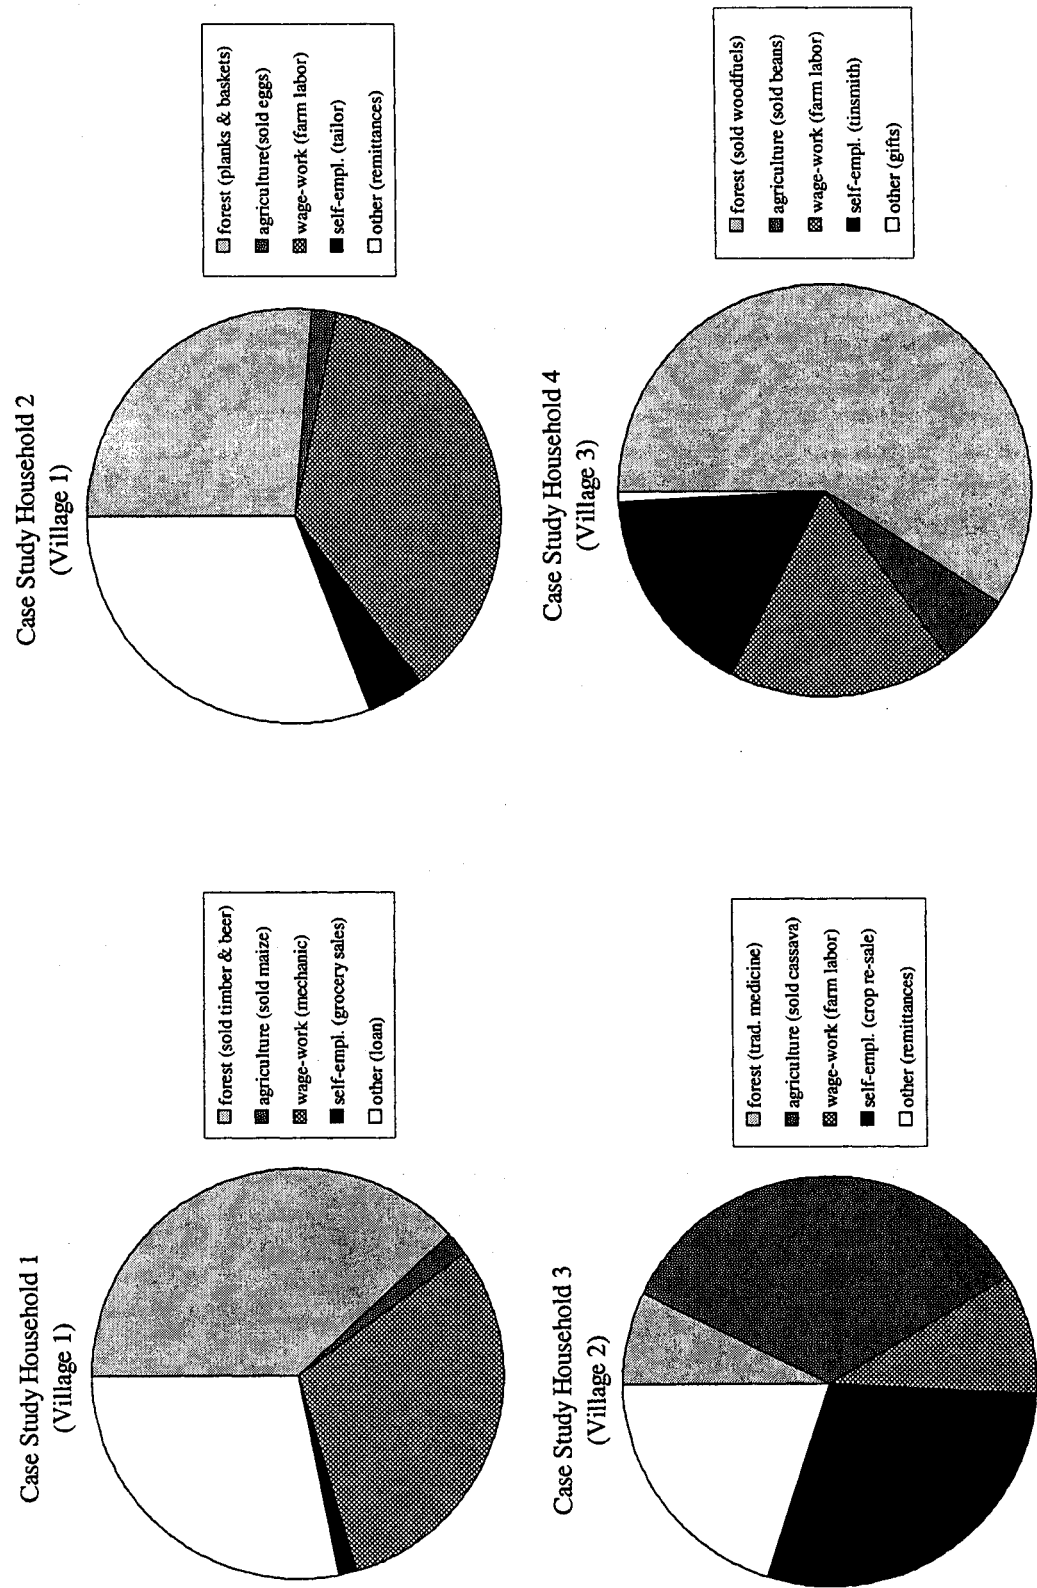 Case Study Household 1
(Village 1)
forest (sold timber & beer)
agriculture (sold maize)
wage-work (mechanic)
self-empl. (grocery sales)
other (loan)
Case Study Household 2
(Village 1)
forest (planks & baskets)
agriculture(sold eggs)
wage-work (farm labor)
self-empl. (tailor)
other (remittances)
Case Study Household 3
(Village 2)
forest (trad. medicine)
agriculture (sold cassava)
wage-work (farm labor)
self-empl. (crop re-sale)
other (remittances)
Case Study Household 4
(Village 3)
forest (sold woodfuels)
agriculture (sold beans)
wage-work (farm labor)
self-empl. (tinsmith)
other (gifts)